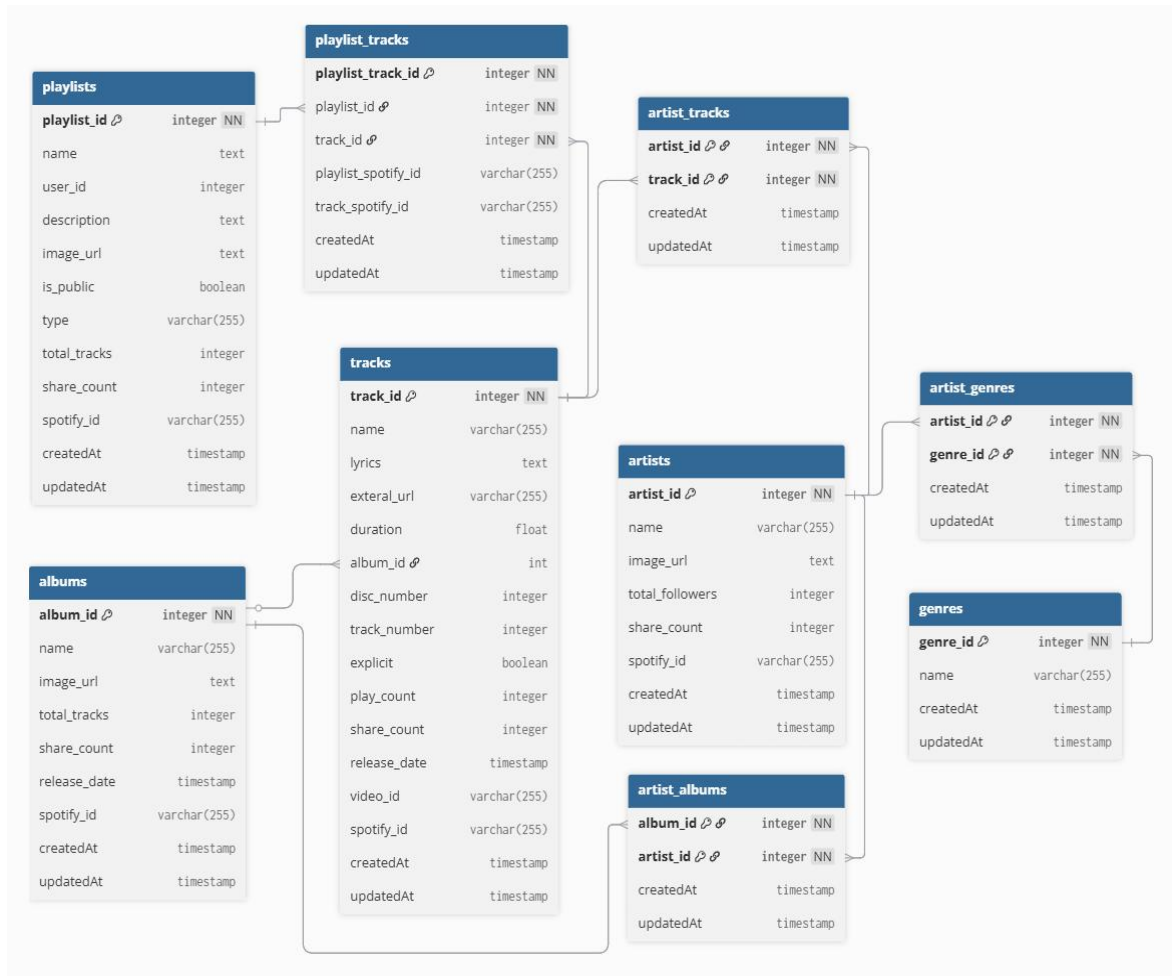 playlists
playlist_id integer NN
name text
user_id integer
description text
image_url text
is_public boolean
type varchar(255)
total_tracks integer
share_count integer
spotify_id varchar(255)
createdAt timestamp
updatedAt timestamp
playlist_tracks
playlist_track_id integer NN
playlist_id integer NN
track_id integer NN
playlist_spotify_id varchar(255)
track_spotify_id varchar(255)
createdAt timestamp
updatedAt timestamp
artist_tracks
artist_id integer NN
track_id integer NN
createdAt timestamp
updatedAt timestamp
tracks
track_id integer NN
name varchar(255)
lyrics text
exteral_url varchar(255)
duration float
album_id int
disc_number integer
track_number integer
explicit boolean
play_count integer
share_count integer
release_date timestamp
video_id varchar(255)
spotify_id varchar(255)
createdAt timestamp
updatedAt timestamp
artist_genres
artist_id integer NN
genre_id integer NN
createdAt timestamp
updatedAt timestamp
artists
artist_id integer NN
name varchar(255)
image_url text
total_followers integer
share_count integer
spotify_id varchar(255)
createdAt timestamp
updatedAt timestamp
albums
album_id integer NN
name varchar(255)
image_url text
total_tracks integer
share_count integer
release_date timestamp
spotify_id varchar(255)
createdAt timestamp
updatedAt timestamp
genres
genre_id integer NN
name varchar(255)
createdAt timestamp
updatedAt timestamp
artist_albums
album_id integer NN
artist_id integer NN
createdAt timestamp
updatedAt timestamp